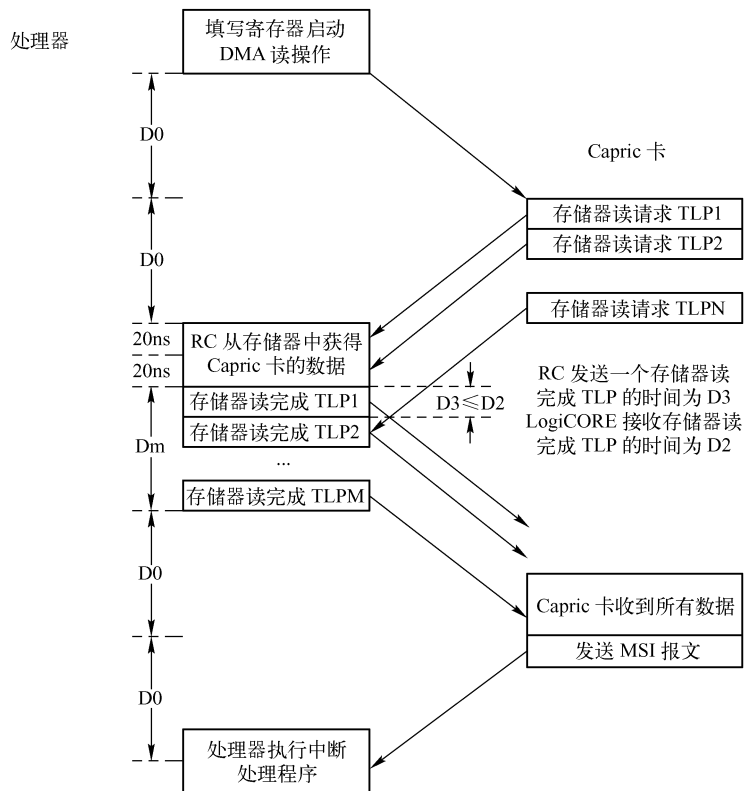 处理器
填写寄存器启动
DMA 读操作
D0
Capric 卡
存储器读请求 TLP1
存储器读请求 TLP2
D0
存储器读请求 TLPN
20ns
20ns
RC 从存储器中获得
Capric 卡的数据
存储器读完成 TLP1
存储器读完成 TLP2
...
存储器读完成 TLPM
D3≤D2
RC 发送一个存储器读
完成 TLP 的时间为 D3
LogiCORE 接收存储器读
完成 TLP 的时间为 D2
Dm
D0
Capric 卡收到所有数据
发送 MSI 报文
D0
处理器执行中断
处理程序